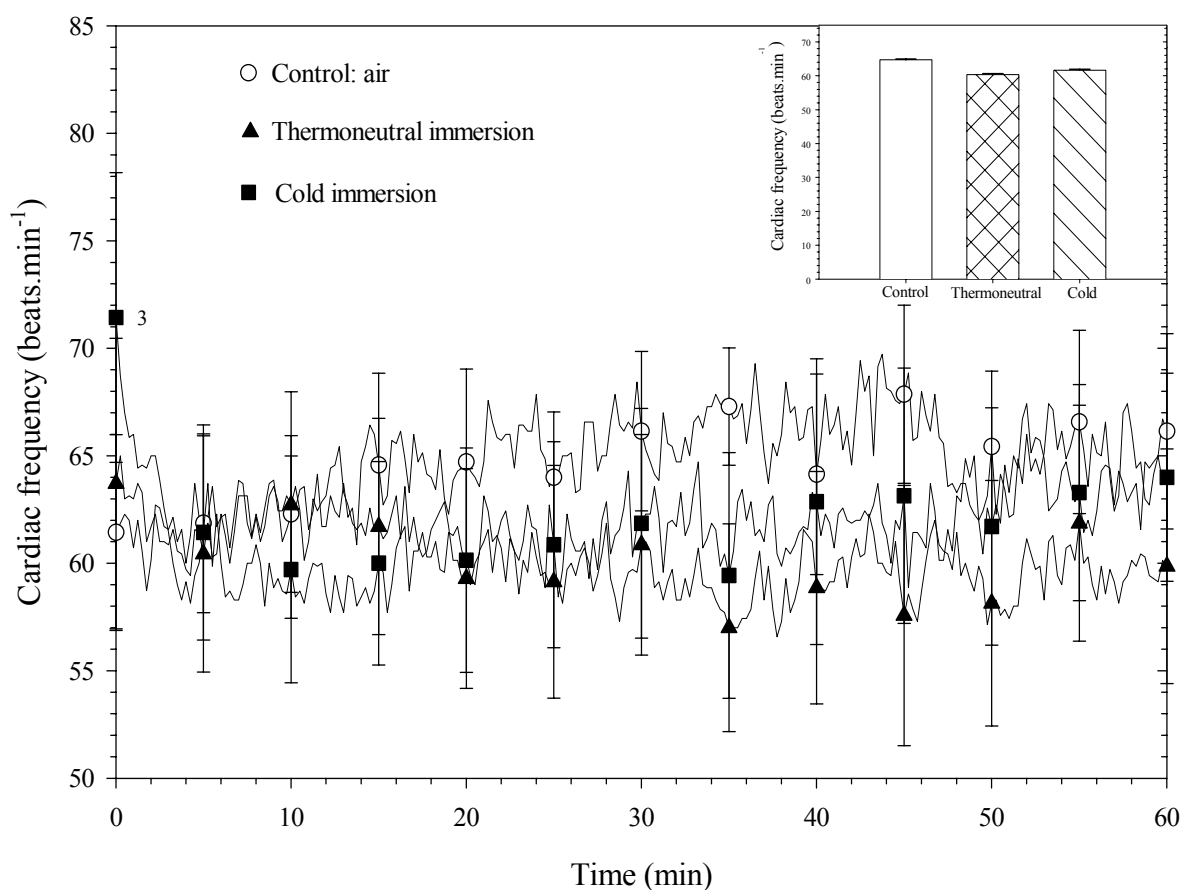 Cardiac frequency (beats.min-1)
85
80
75
70
65
60
55
50
Control: air
Thermoneutral immersion
Cold immersion
3
0
10
20
30
40
50
60
Time (min)
Cardiac frequency (beats.min-1)
70
60
50
40
30
20
10
0
Control
Thermoneutral
Cold